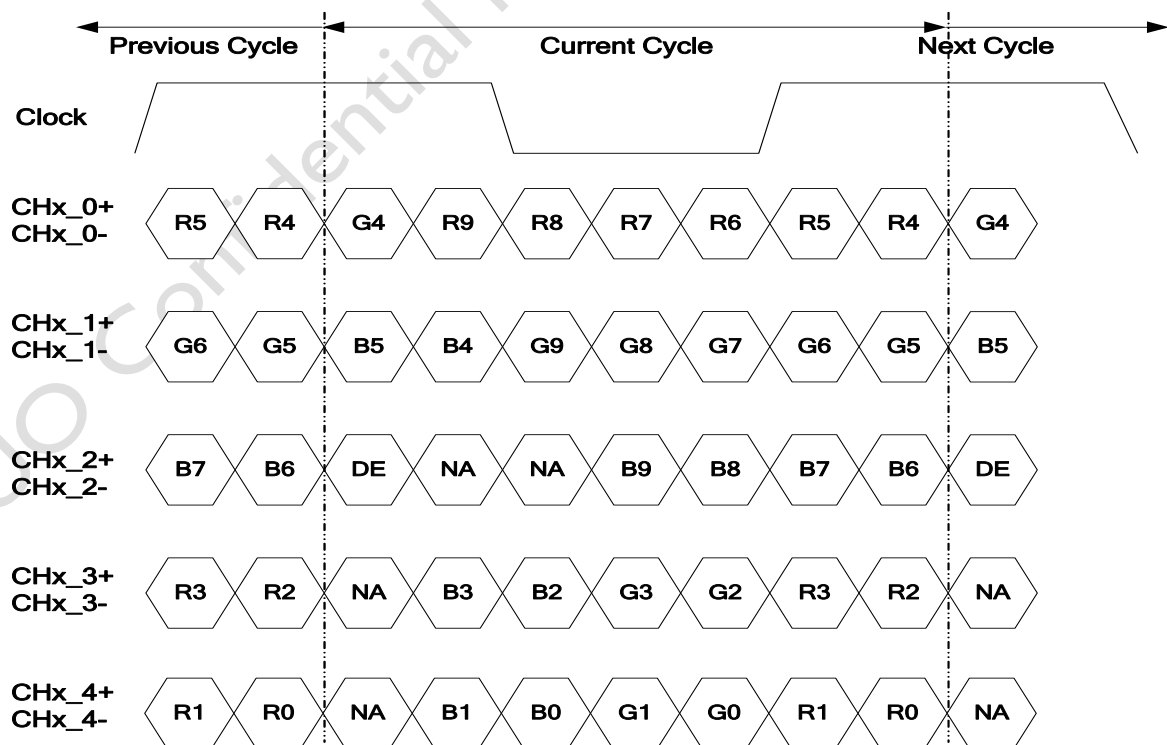 Previous Cycle Current Cycle Next Cycle
Clock
CHx_0+
CHx_0-
R5 R4 G4 R9 R8 R7 R6 R5 R4 G4
CHx_1+
CHx_1-
G6 G5 B5 B4 G9 G8 G7 G6 G5 B5
CHx_2+
CHx_2-
B7 B6 DE NA NA B9 B8 B7 B6 DE
CHx_3+
CHx_3-
R3 R2 NA B3 B2 G3 G2 R3 R2 NA
CHx_4+
CHx_4-
R1 R0 NA B1 B0 G1 G0 R1 R0 NA
Confidential